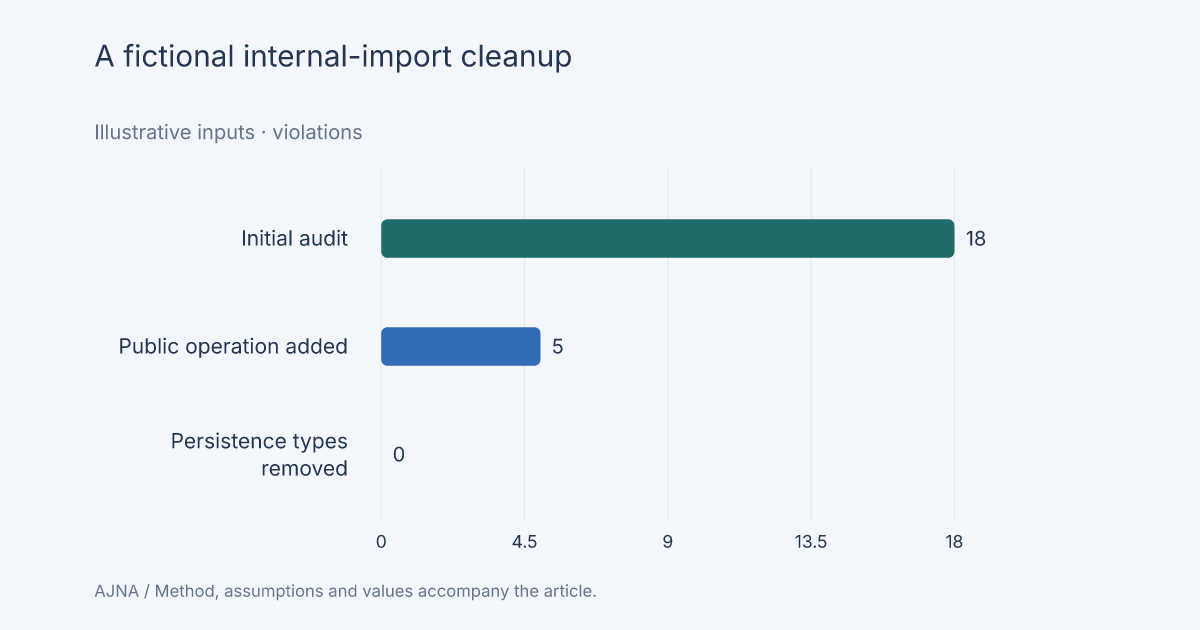 A fictional internal-import cleanup
Illustrative inputs · violations
Initial audit
18
Public operation added
5
Persistence types
removed
0
0
4.5
9
13.5
18
AJNA / Method, assumptions and values accompany the article.